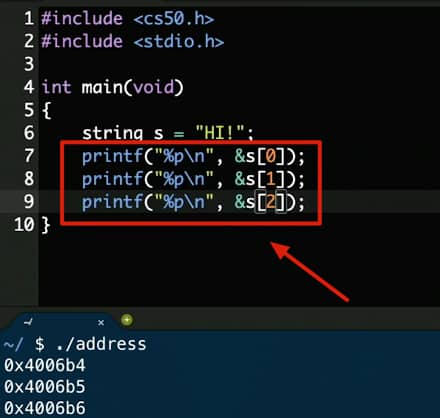 1 #include <cs50.h>
2 #include <stdio.h>
3
4 int main(void)
5 {
6     string s = "HI!";
7     printf("%p\n", &s[0]);
8     printf("%p\n", &s[1]);
9     printf("%p\n", &s[2]);
10 }
~/ x +
~/ $ ./address
0x4006b4
0x4006b5
0x4006b6